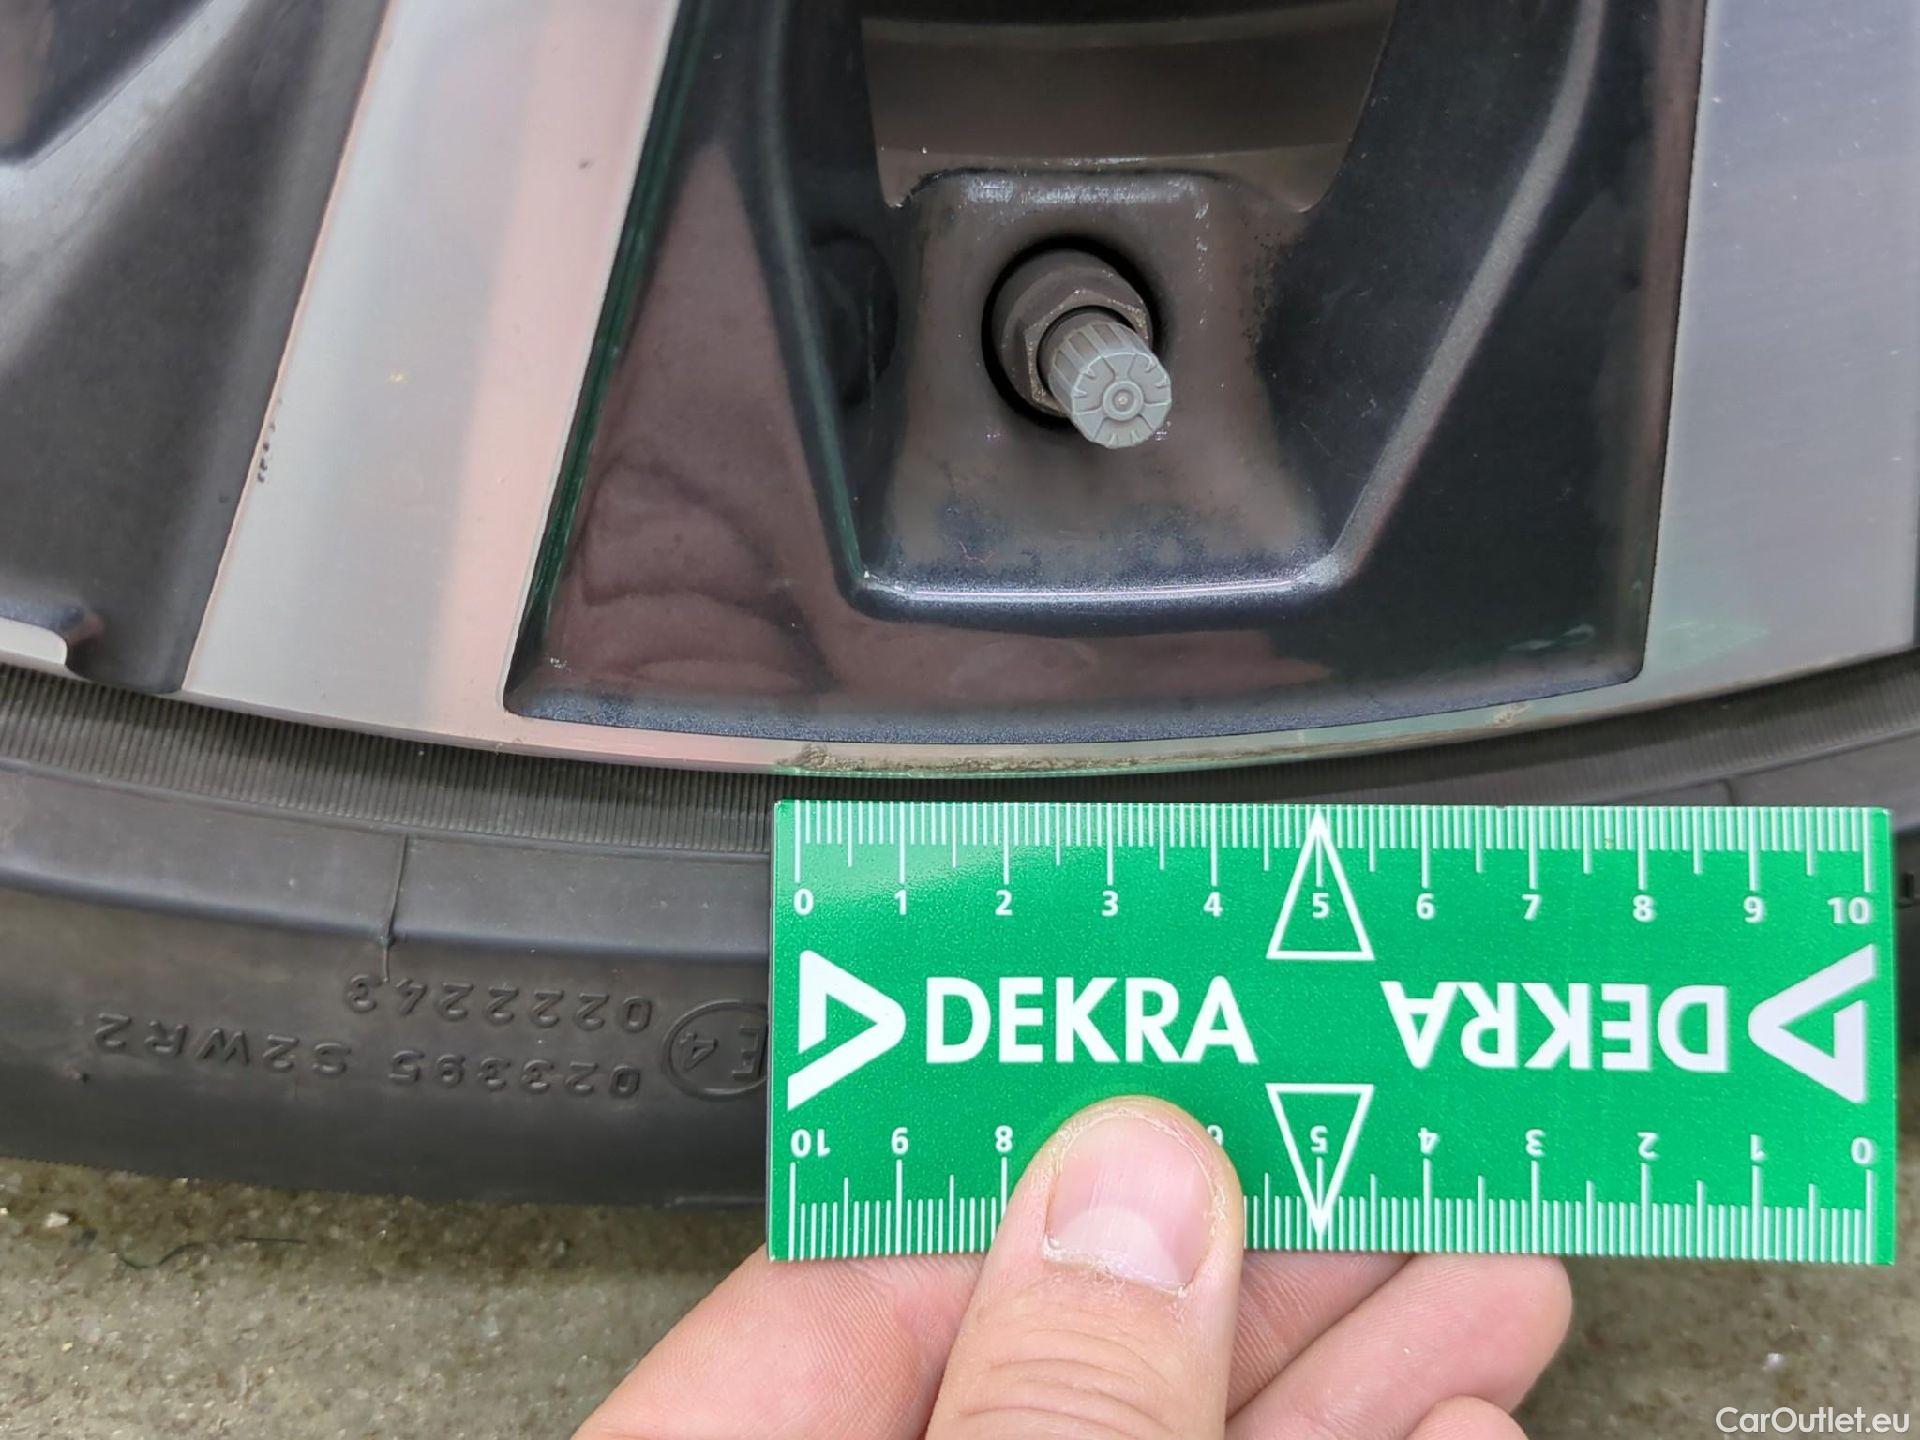 0 1 2 3 4 5 6 7 8 9 10
DEKRA DEKRA
10 9 8 6 5 4 3 2 1 0
E4
022243
023395 S2WR2
CarOutlet.eu